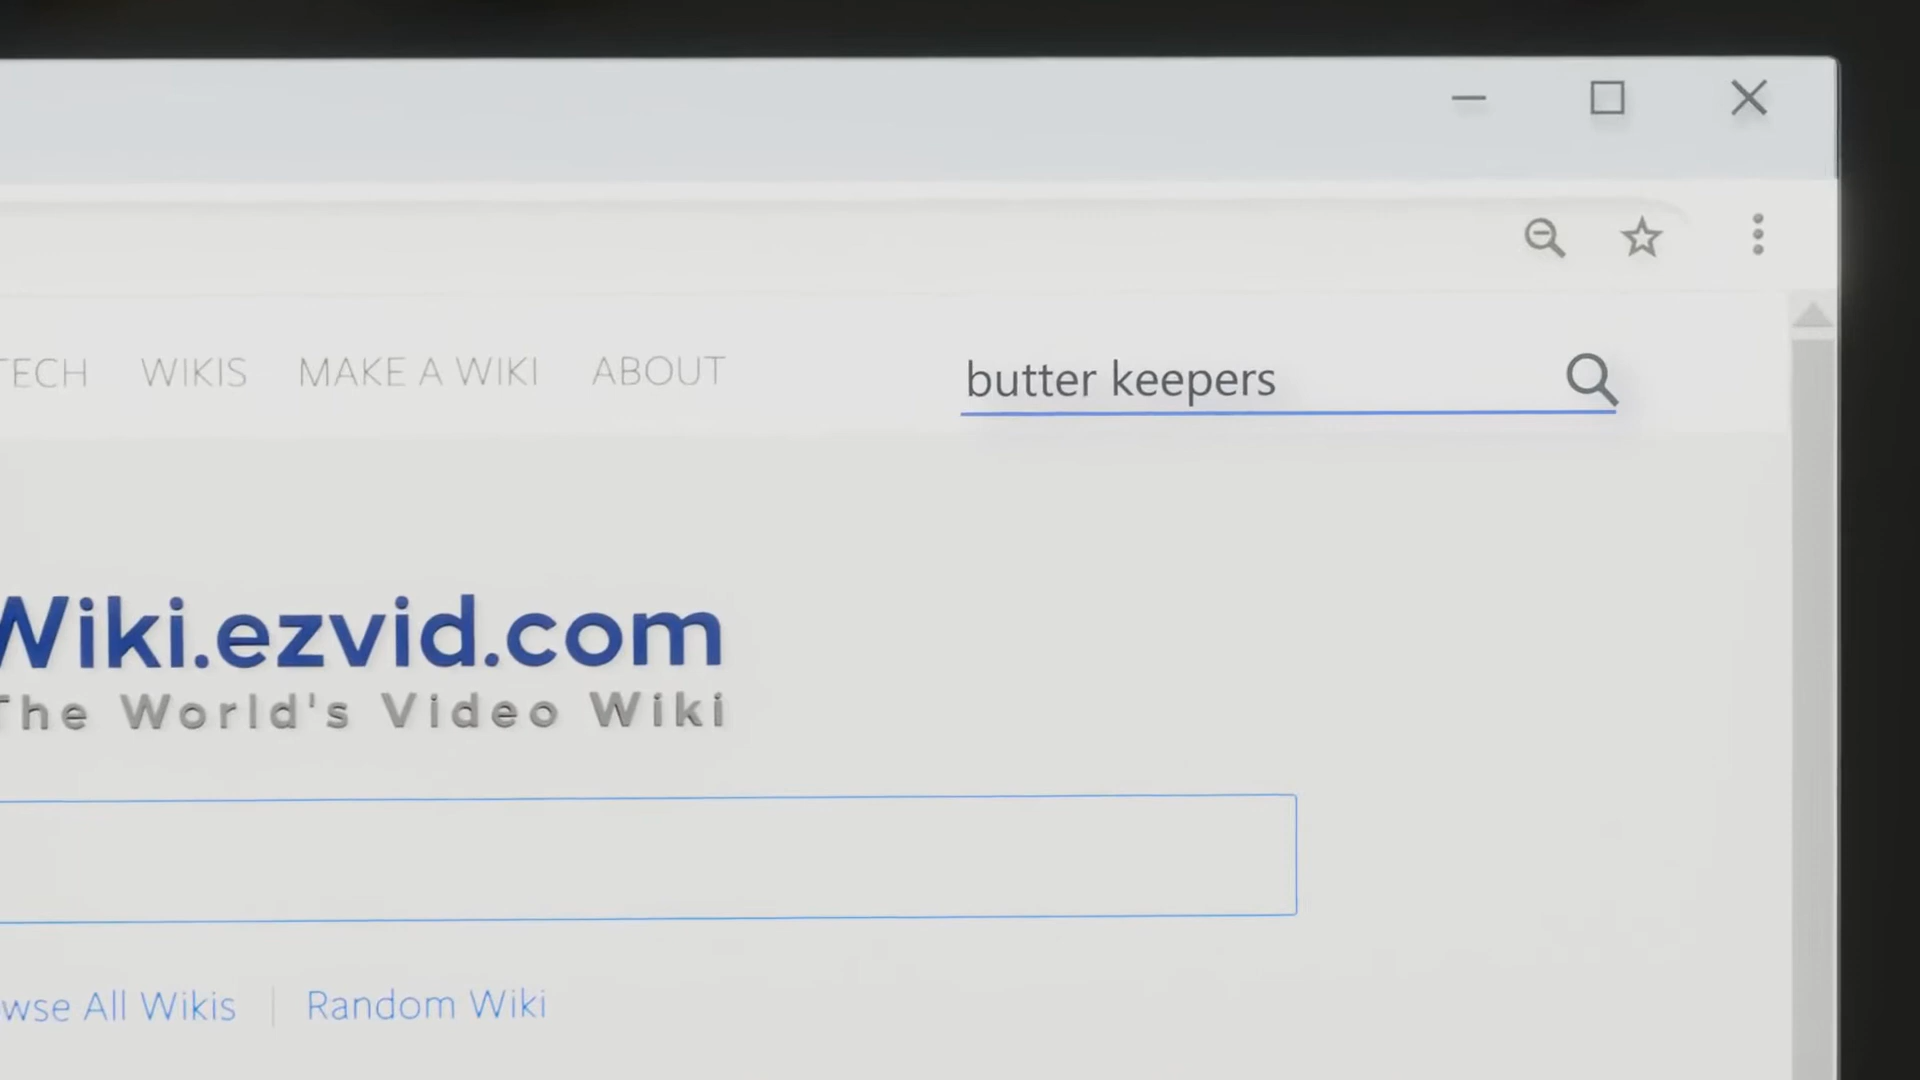 TECH WIKIS MAKE A WIKI ABOUT
butter keepers
Wiki.ezvid.com
The World's Video Wiki
wse All Wikis | Random Wiki